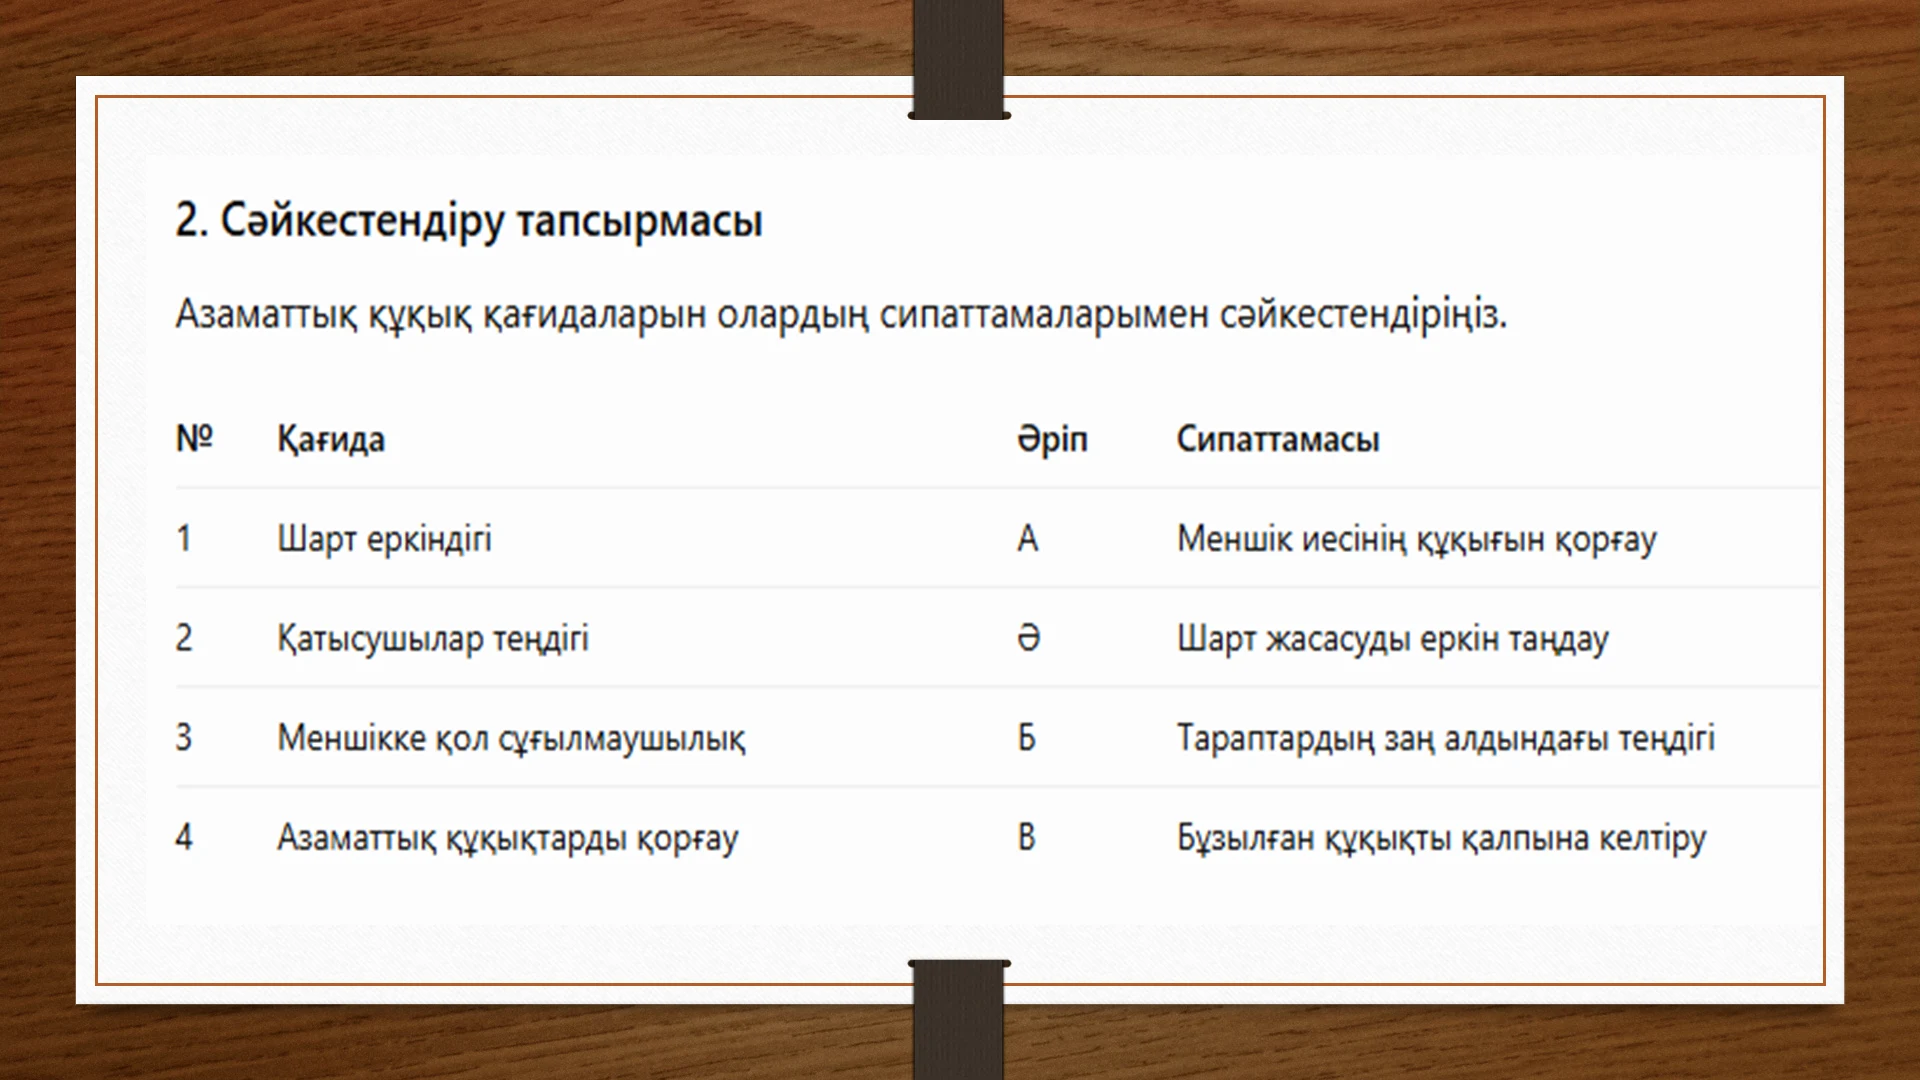 2. Сәйкестендіру тапсырмасы
Азаматтық құқық қағидаларын олардың сипаттамаларымен сәйкестендіріңіз.
№ Қағида Әріп Сипаттамасы
1 Шарт еркіндігі А Меншік иесінің құқығын қорғау
2 Қатысушылар теңдігі Ә Шарт жасасуды еркін таңдау
3 Меншікке қол сұғылмаушылық Б Тараптардың заң алдындағы теңдігі
4 Азаматтық құқықтарды қорғау В Бұзылған құқықты қалпына келтіру